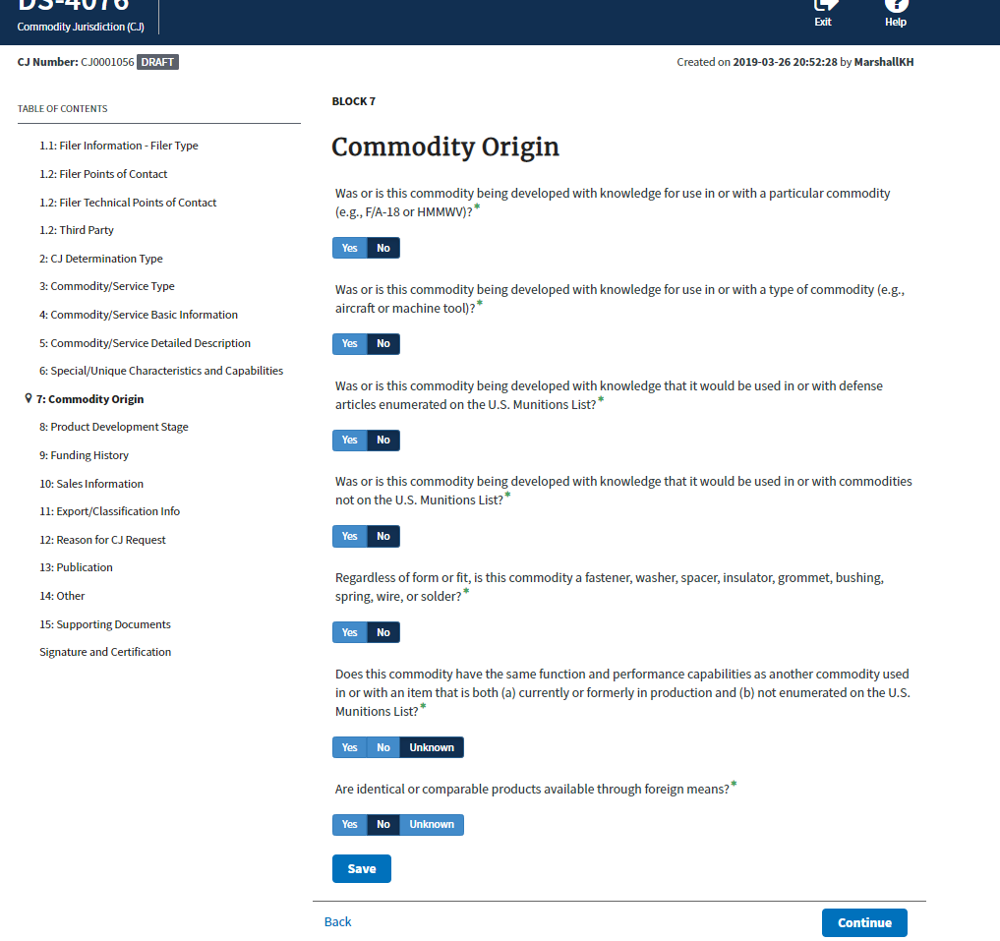 DS-4076
Commodity Jurisdiction (CJ)
Exit
Help
CJ Number: CJ0001056 DRAFT
Created on 2019-03-26 20:52:28 by MarshallKH
TABLE OF CONTENTS
1.1: Filer Information - Filer Type
1.2: Filer Points of Contact
1.2: Filer Technical Points of Contact
1.2: Third Party
2: CJ Determination Type
3: Commodity/Service Type
4: Commodity/Service Basic Information
5: Commodity/Service Detailed Description
6: Special/Unique Characteristics and Capabilities
7: Commodity Origin
8: Product Development Stage
9: Funding History
10: Sales Information
11: Export/Classification Info
12: Reason for CJ Request
13: Publication
14: Other
15: Supporting Documents
Signature and Certification
BLOCK 7
Commodity Origin
Was or is this commodity being developed with knowledge for use in or with a particular commodity
(e.g., F/A-18 or HMMWV)?*
Yes No
Was or is this commodity being developed with knowledge for use in or with a type of commodity (e.g.,
aircraft or machine tool)?*
Yes No
Was or is this commodity being developed with knowledge that it would be used in or with defense
articles enumerated on the U.S. Munitions List?*
Yes No
Was or is this commodity being developed with knowledge that it would be used in or with commodities
not on the U.S. Munitions List?*
Yes No
Regardless of form or fit, is this commodity a fastener, washer, spacer, insulator, grommet, bushing,
spring, wire, or solder?*
Yes No
Does this commodity have the same function and performance capabilities as another commodity used
in or with an item that is both (a) currently or formerly in production and (b) not enumerated on the U.S.
Munitions List?*
Yes No Unknown
Are identical or comparable products available through foreign means?*
Yes No Unknown
Save
Back
Continue